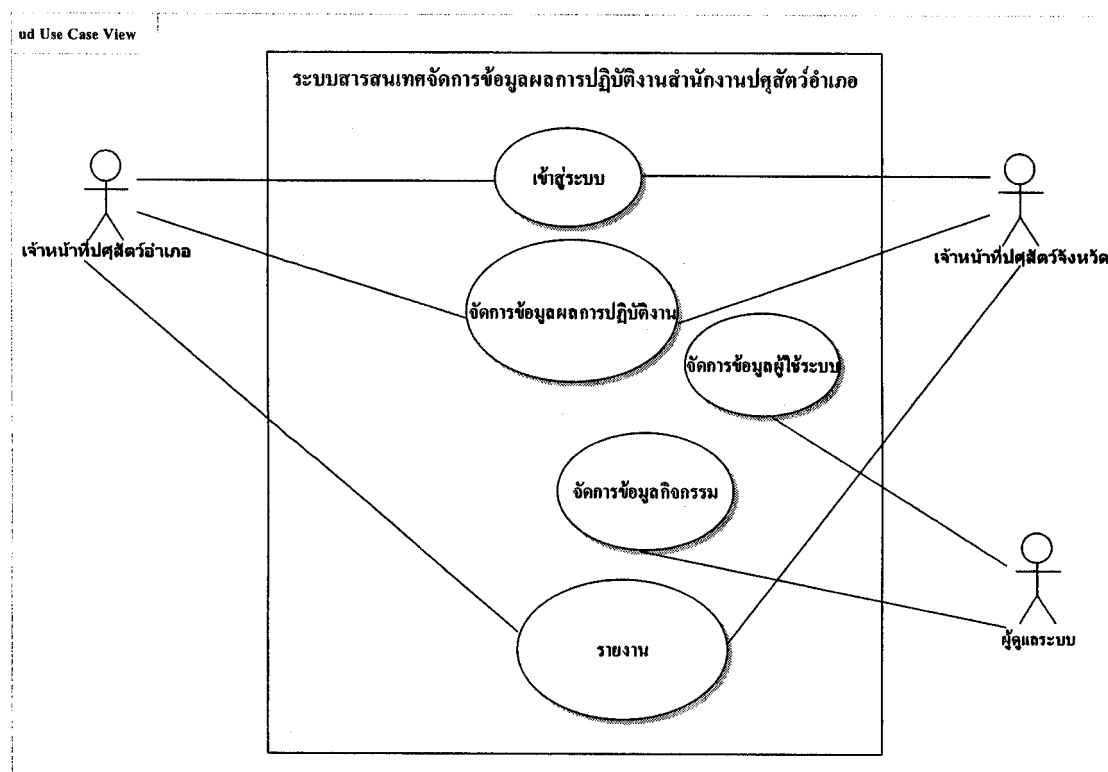 ud Use Case View
ระบบสารสนเทศจัดการข้อมูลผลการปฏิบัติงานสำนักงานปศุสัตว์อำเภอ
เข้าสู่ระบบ
เจ้าหน้าที่ปศุสัตว์อำเภอ
เจ้าหน้าที่ปศุสัตว์จังหวัด
จัดการข้อมูลผลการปฏิบัติงาน
จัดการข้อมูลผู้ใช้ระบบ
จัดการข้อมูลกิจกรรม
ผู้ดูแลระบบ
รายงาน